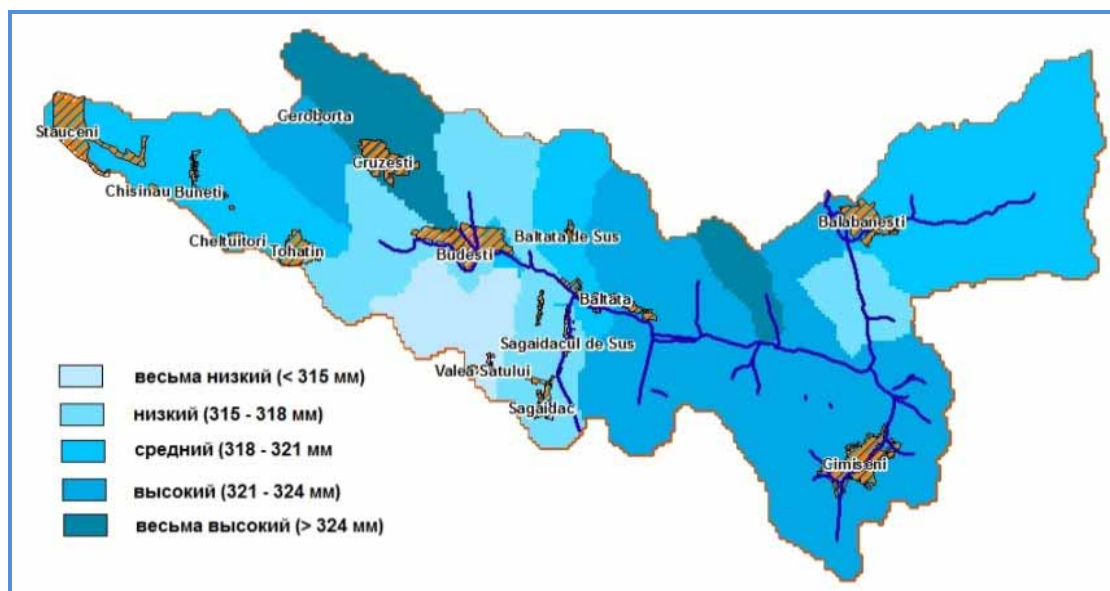 Stauceni
Ceroborta
Gruzesti
Chisinau
Buneti
Cheltuitori
Tohatin
Budesti
Baltata de Sus
Balabanesti
Baltata
Sagaidacul de Sus
Valea Satului
Sagaidac
Cimiseni
весьма низкий (< 315 мм)
низкий (315 - 318 мм)
средний (318 - 321 мм
высокий (321 - 324 мм)
весьма высокий (> 324 мм)